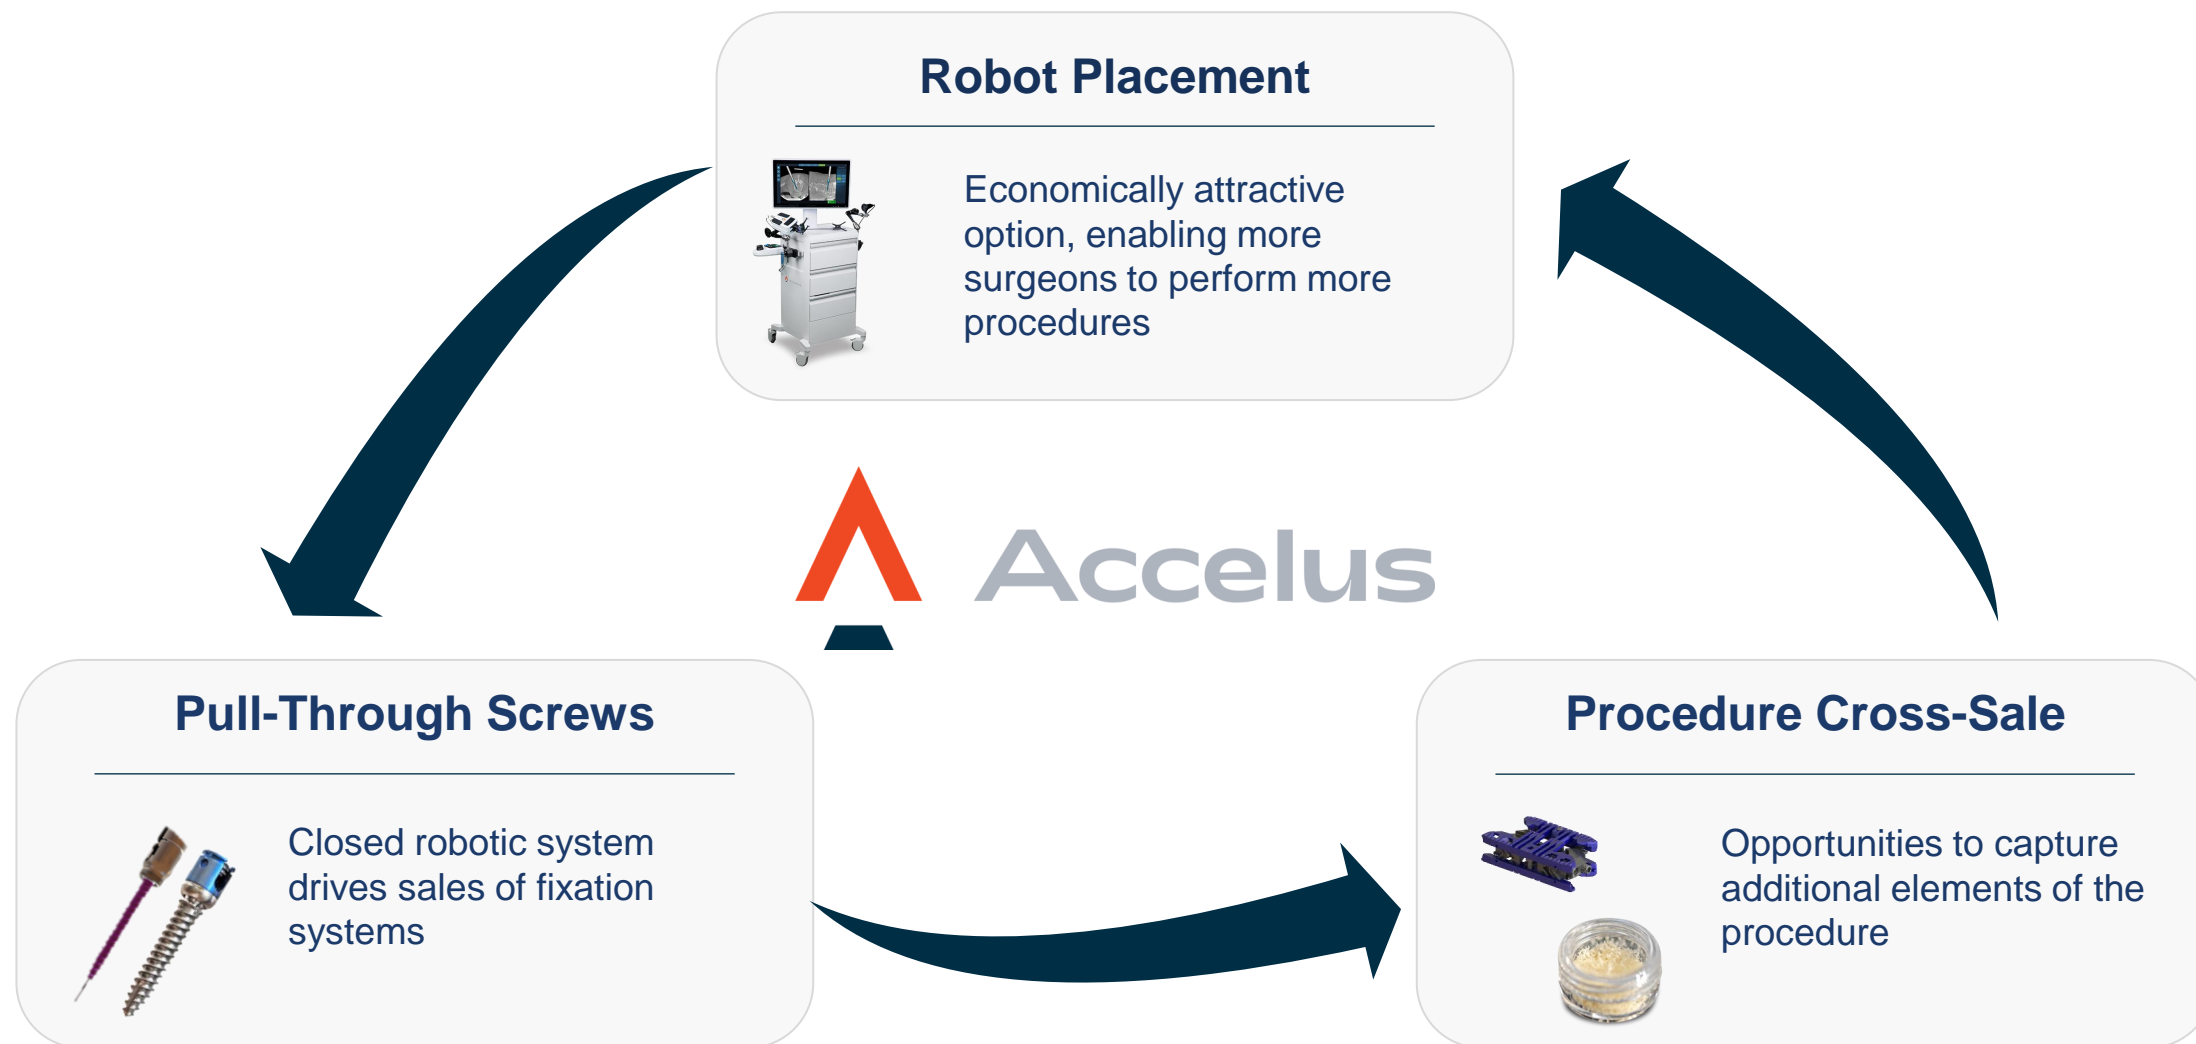 Robot Placement
Economically attractive
option, enabling more
surgeons to perform more
procedures
Accelus
Pull-Through Screws
Closed robotic system
drives sales of fixation
systems
Procedure Cross-Sale
Opportunities to capture
additional elements of the
procedure